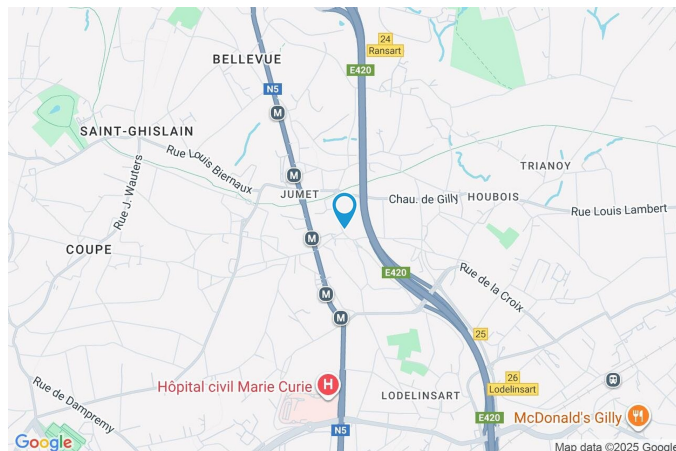 24
Ransart
BELLEVUE
E420
N5
M
SAINT-GHISLAIN
Rue Louis Biernaux
TRIANOY
M
JUMET
Chau. de Gilly
HOUBOIS
Rue J. Wauters
Rue Louis Lambert
M
COUPE
E420
Rue de la Croix
M
M
25
26
Lodelinsart
Hôpital civil Marie Curie
H
LODELINSART
Rue de Dampremy
E420
McDonald's Gilly
N5
Google
Map data ©2025 Google